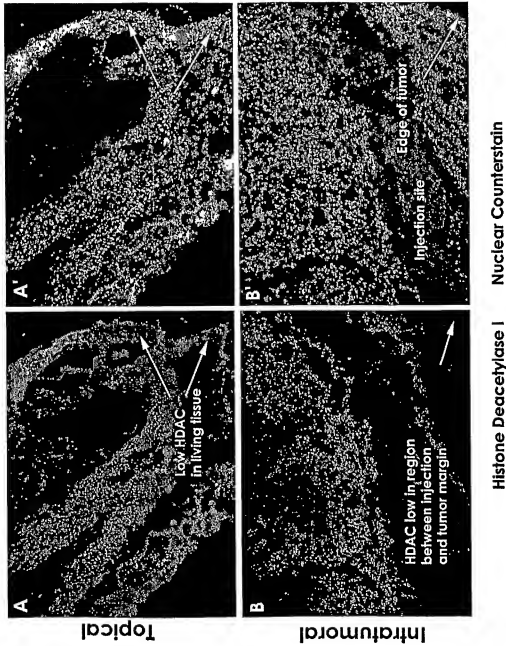 Topical
Intratumoral
A
Low HDAC
in living tissue
A'
B
HDAC low in region
between injection
and tumor margin
B'
Injection site
Edge of tumor
Histone Deacetylase I
Nuclear Counterstain